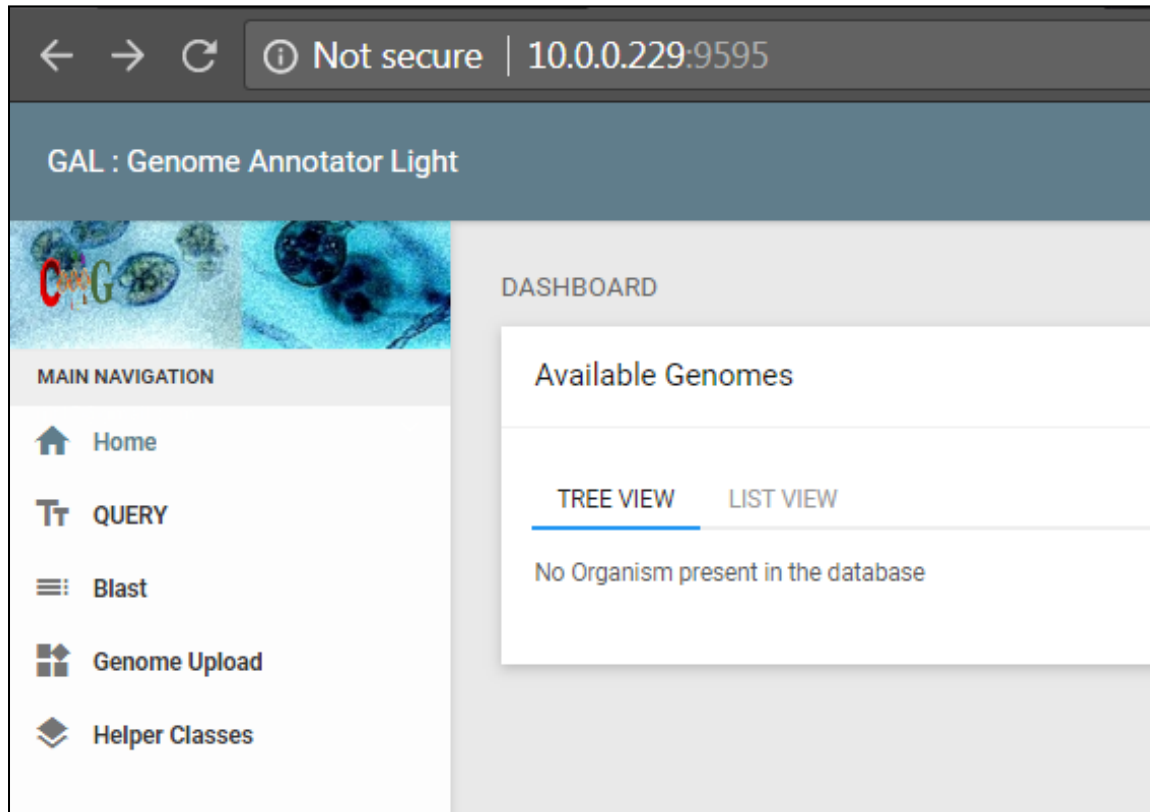 Not secure | 10.0.0.229:9595
GAL : Genome Annotator Light
MAIN NAVIGATION
Home
QUERY
Blast
Genome Upload
Helper Classes
DASHBOARD
Available Genomes
TREE VIEW LIST VIEW
No Organism present in the database